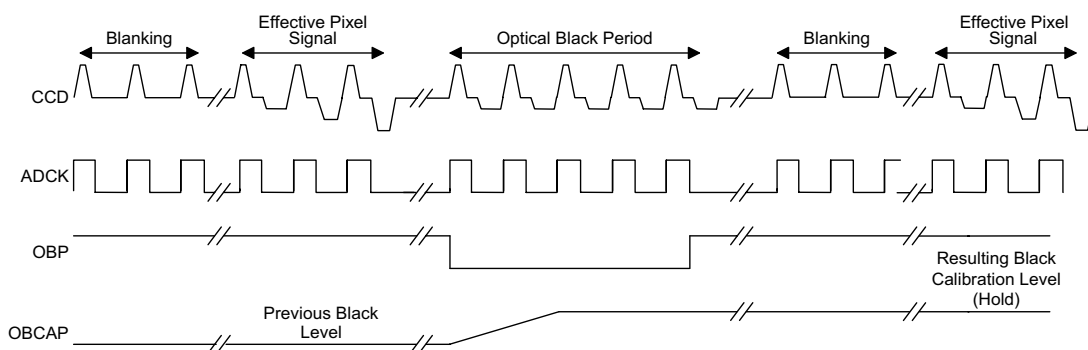 Effective Pixel
Signal
Blanking
Optical Black Period
Blanking
Effective Pixel
Signal
CCD
ADCK
OBP
Resulting Black
Calibration Level
(Hold)
Previous Black
Level
OBCAP